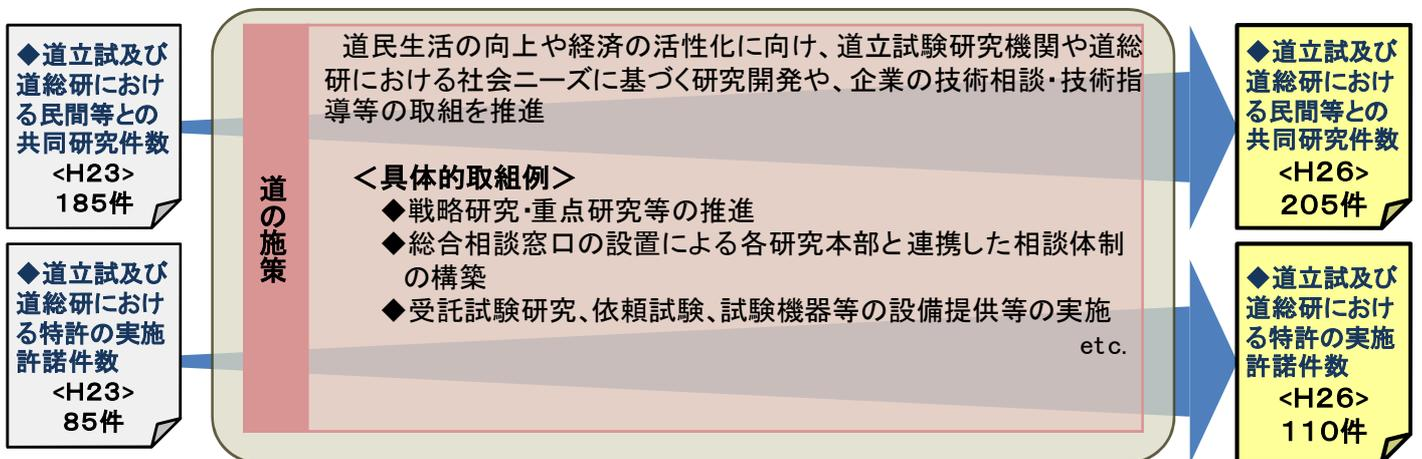 ◆道立試及び
道総研におけ
る民間等との
共同研究件数
<H23>
185件
◆道立試及び
道総研におけ
る特許の実施
許諾件数
<H23>
85件
道の施策
道民生活の向上や経済の活性化に向け、道立試験研究機関や道総
研における社会ニーズに基づく研究開発や、企業の技術相談・技術指
導等の取組を推進
＜具体的取組例＞
◆戦略研究・重点研究等の推進
◆総合相談窓口の設置による各研究本部と連携した相談体制
の構築
◆受託試験研究、依頼試験、試験機器等の設備提供等の実施
etc.
◆道立試及び
道総研におけ
る民間等との
共同研究件数
<H26>
205件
◆道立試及び
道総研におけ
る特許の実施
許諾件数
<H26>
110件